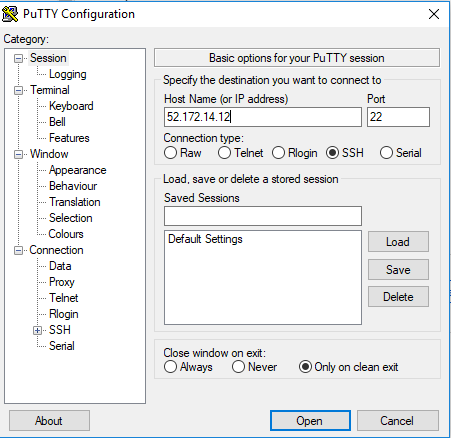 PuTTY Configuration
Category:
Session
Logging
Terminal
Keyboard
Bell
Features
Window
Appearance
Behaviour
Translation
Selection
Colours
Connection
Data
Proxy
Telnet
Rlogin
SSH
Serial
Basic options for your PuTTY session
Specify the destination you want to connect to
Host Name (or IP address) Port
52.172.14.12 22
Connection type:
Raw Telnet Rlogin SSH Serial
Load, save or delete a stored session
Saved Sessions
Default Settings
Load
Save
Delete
Close window on exit:
Always Never Only on clean exit
About Open Cancel